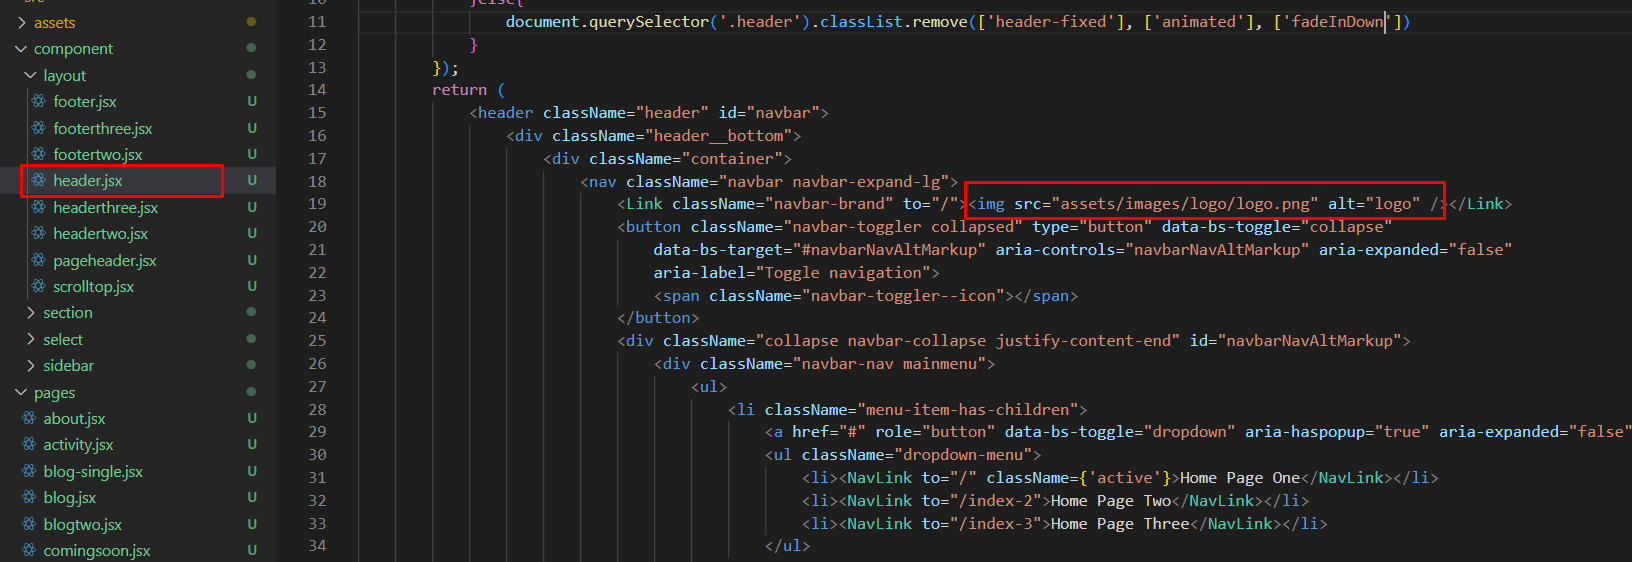 src
assets
component
layout
footer.jsx U
footerthree.jsx U
footertwo.jsx U
header.jsx U
headerthree.jsx U
headertwo.jsx U
pageheader.jsx U
scrolltop.jsx U
section
select
sidebar
pages
about.jsx U
activity.jsx U
blog-single.jsx U
blog.jsx U
blogtwo.jsx U
comingsoon.jsx U
10 }else{
11 document.querySelector('.header').classList.remove(['header-fixed'], ['animated'], ['fadeInDown'])
12 }
13 });
14 return (
15 <header className="header" id="navbar">
16 <div className="header__bottom">
17 <div className="container">
18 <nav className="navbar navbar-expand-lg">
19 <Link className="navbar-brand" to="/"><img src="assets/images/logo/logo.png" alt="logo" /></Link>
20 <button className="navbar-toggler collapsed" type="button" data-bs-toggle="collapse"
21 data-bs-target="#navbarNavAltMarkup" aria-controls="navbarNavAltMarkup" aria-expanded="false"
22 aria-label="Toggle navigation">
23 <span className="navbar-toggler--icon"></span>
24 </button>
25 <div className="collapse navbar-collapse justify-content-end" id="navbarNavAltMarkup">
26 <div className="navbar-nav mainmenu">
27 <ul>
28 <li className="menu-item-has-children">
29 <a href="#" role="button" data-bs-toggle="dropdown" aria-haspopup="true" aria-expanded="false"
30 <ul className="dropdown-menu">
31 <li><NavLink to="/" className={'active'}>Home Page One</NavLink></li>
32 <li><NavLink to="/index-2">Home Page Two</NavLink></li>
33 <li><NavLink to="/index-3">Home Page Three</NavLink></li>
34 </ul>